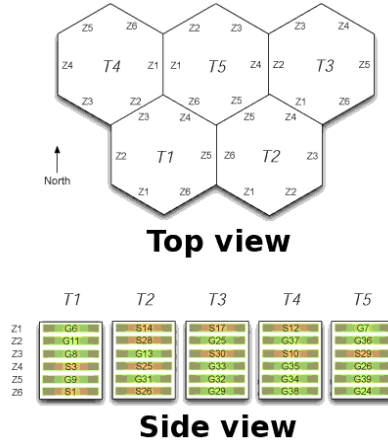 Z5 Z6 Z2 Z3 Z3 Z4
Z4 T4 Z1 Z1 T5 Z4 Z2 T3 Z5
Z3 Z2 Z6 Z5 Z1 Z6
Z3 Z4 Z5 Z4
Z2 T1 Z5 Z6 T2 Z3
Z1 Z6 Z1 Z2
North
Top view
T1 T2 T3 T4 T5
Z1 G6 S14 S17 S12 G7
Z2 G11 S28 G25 G37 G36
Z3 G8 G13 S30 S10 S29
Z4 S3 S25 G33 G35 G26
Z5 G9 G31 G32 G34 G39
Z6 S1 S26 G29 G38 G24
Side view